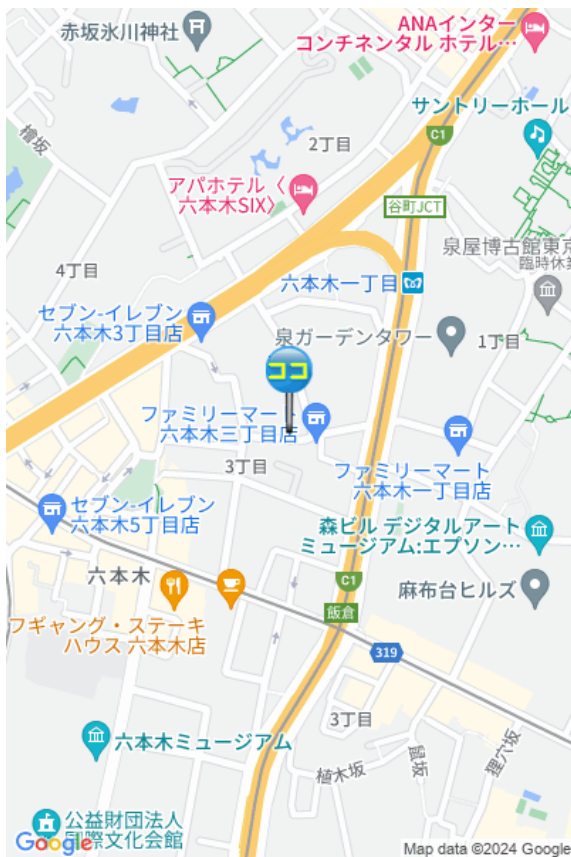 赤坂氷川神社
ANAインター
コンチネンタル ホテル…
サントリーホール
C1
檜坂
2丁目
アパホテル〈
六本木SIX〉
谷町JCT
泉屋博古館東京
臨時休業
4丁目
六本木一丁目
セブン-イレブン
六本木3丁目店
泉ガーデンタワー
1丁目
ココ
ファミリーマート
六本木三丁目店
3丁目
ファミリーマート
六本木一丁目店
セブン-イレブン
六本木5丁目店
森ビル デジタルアート
ミュージアム:エプソン…
六本木
C1
麻布台ヒルズ
飯倉
フギャング・ステーキ
ハウス 六本木店
319
3丁目
六本木ミュージアム
鼠坂
狸穴坂
植木坂
公益財団法人
国際文化会館
Google
Map data ©2024 Google